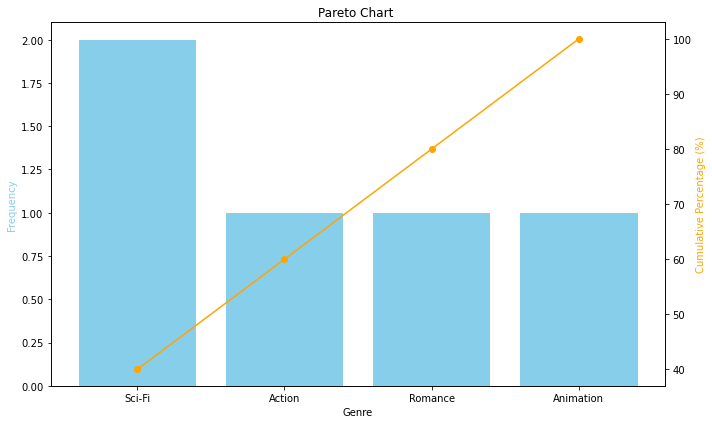 Pareto Chart
2.00
1.75
1.50
1.25
1.00
0.75
0.50
0.25
0.00
Frequency
100
90
80
70
60
50
40
Cumulative Percentage (%)
Sci-Fi
Action
Romance
Animation
Genre